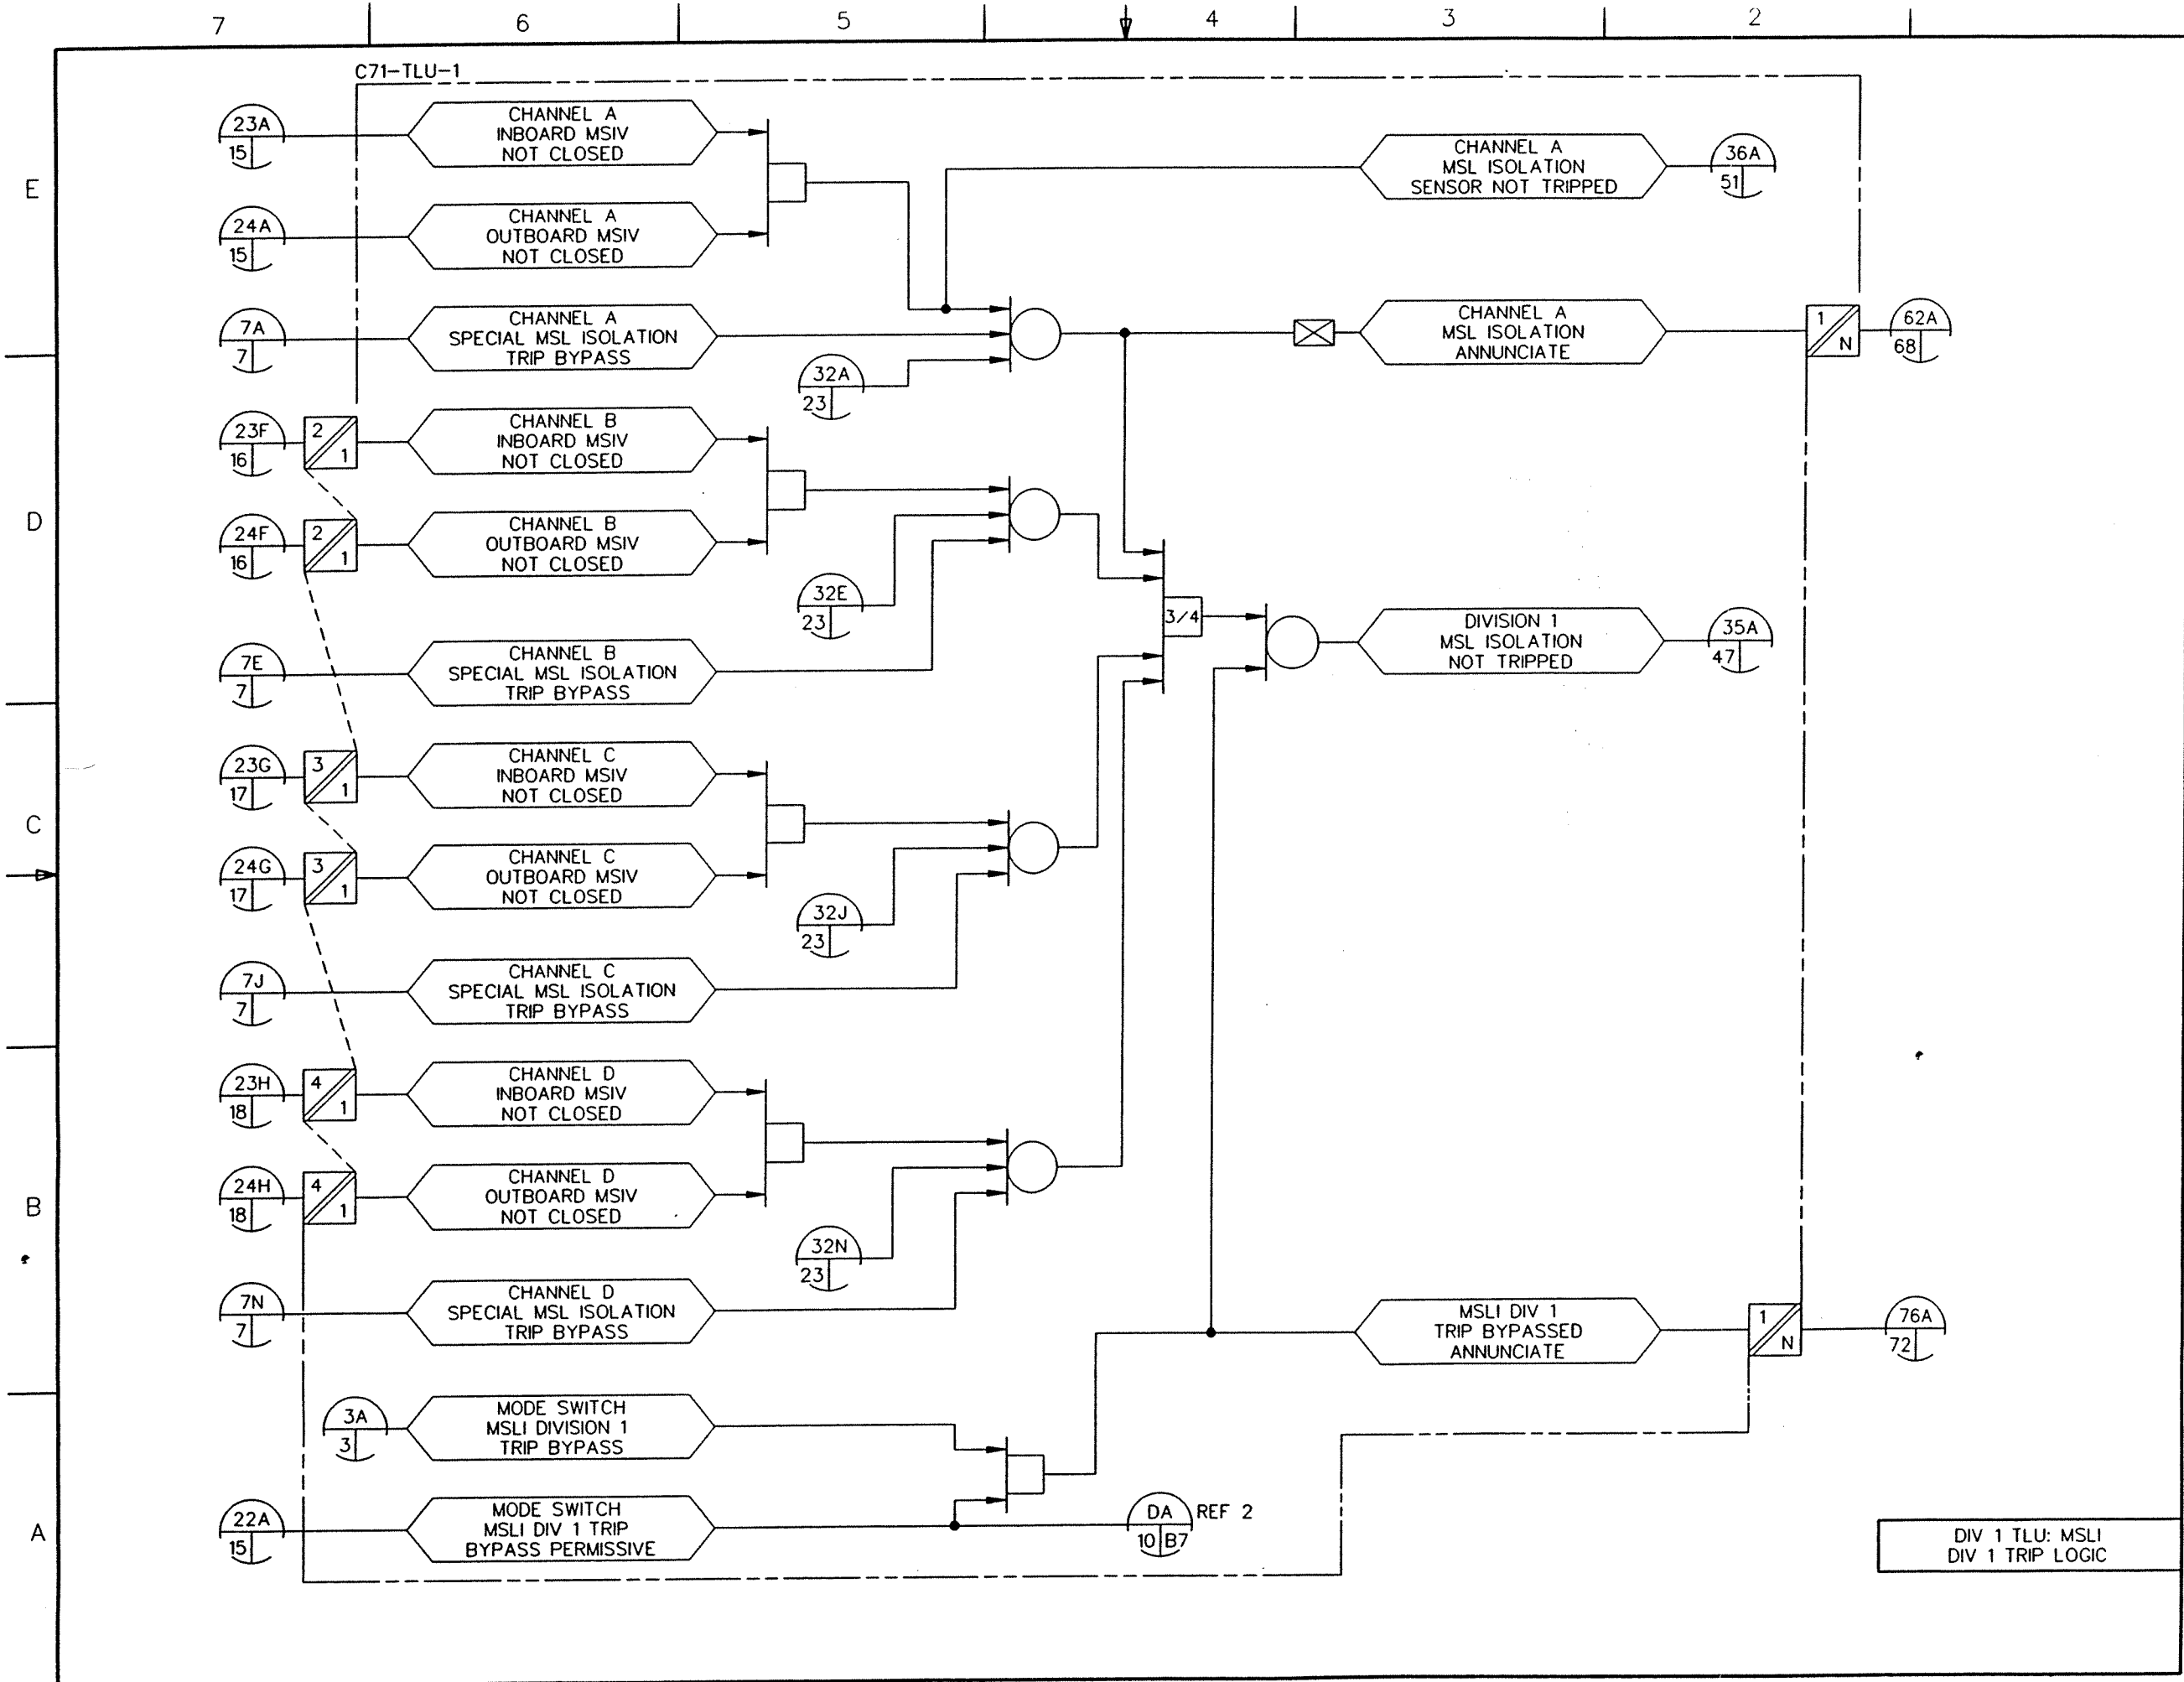 7 6 5 4 3 2
C71-TLU-1
E
D
C
B
A
23A
15
CHANNEL A
INBOARD MSIV
NOT CLOSED
24A
15
CHANNEL A
OUTBOARD MSIV
NOT CLOSED
7A
7
CHANNEL A
SPECIAL MSL ISOLATION
TRIP BYPASS
32A
23
CHANNEL A
MSL ISOLATION
SENSOR NOT TRIPPED
36A
51
CHANNEL A
MSL ISOLATION
ANNUNCIATE
1
N
62A
68
23F
16
2
1
CHANNEL B
INBOARD MSIV
NOT CLOSED
24F
16
2
1
CHANNEL B
OUTBOARD MSIV
NOT CLOSED
32E
23
7E
7
CHANNEL B
SPECIAL MSL ISOLATION
TRIP BYPASS
3/4
DIVISION 1
MSL ISOLATION
NOT TRIPPED
35A
47
23G
17
3
1
CHANNEL C
INBOARD MSIV
NOT CLOSED
24G
17
3
1
CHANNEL C
OUTBOARD MSIV
NOT CLOSED
32J
23
7J
7
CHANNEL C
SPECIAL MSL ISOLATION
TRIP BYPASS
23H
18
4
1
CHANNEL D
INBOARD MSIV
NOT CLOSED
24H
18
4
1
CHANNEL D
OUTBOARD MSIV
NOT CLOSED
32N
23
7N
7
CHANNEL D
SPECIAL MSL ISOLATION
TRIP BYPASS
MSLI DIV 1
TRIP BYPASSED
ANNUNCIATE
1
N
76A
72
3A
3
MODE SWITCH
MSLI DIVISION 1
TRIP BYPASS
22A
15
MODE SWITCH
MSLI DIV 1 TRIP
BYPASS PERMISSIVE
DA REF 2
10 B7
DIV 1 TLU: MSLI
DIV 1 TRIP LOGIC